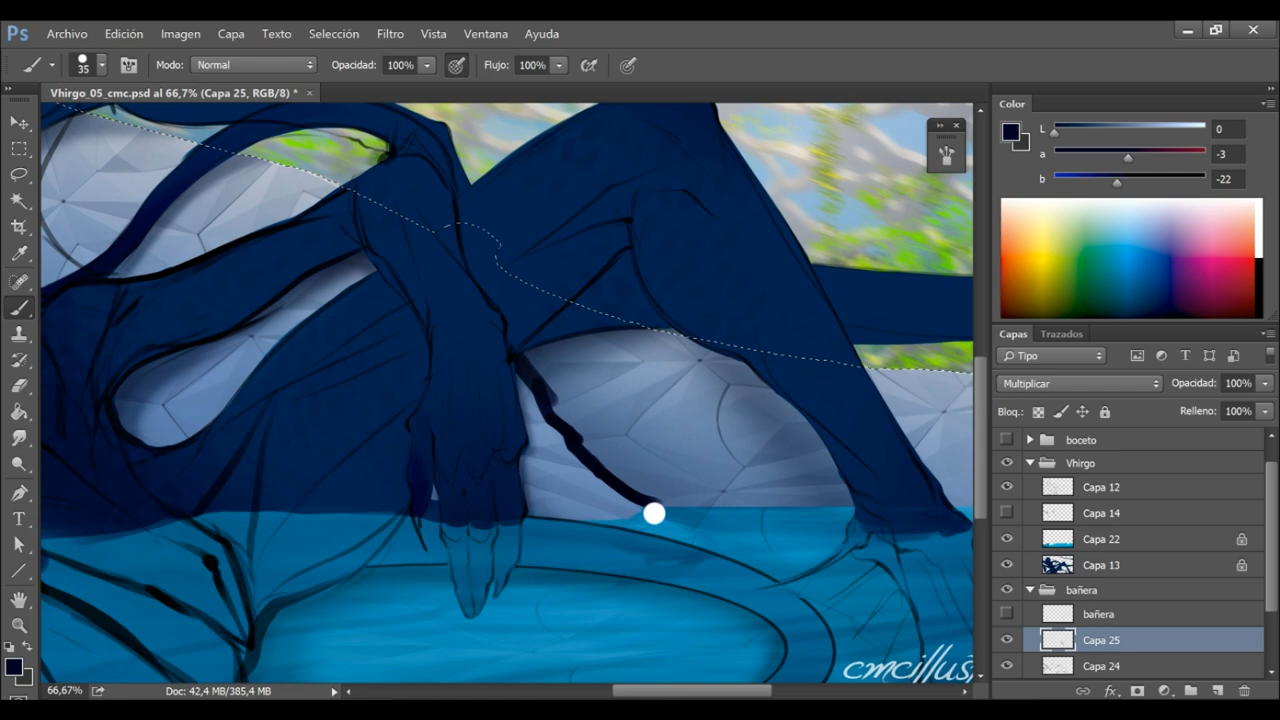 Ps Archivo Edición Imagen Capa Texto Selección Filtro Vista Ventana Ayuda
35 Modo: Normal Opacidad: 100% Flujo: 100%
Vhirgo_05_cmc.psd al 66,7% (Capa 25, RGB/8) * ×
Color
L 0
a -3
b -22
Capas Trazados
Tipo
Multiplicar Opacidad: 100%
Bloq.: Relleno: 100%
boceto
Vhirgo
Capa 12
Capa 14
Capa 22
Capa 13
bañera
bañera
Capa 25
Capa 24
66,67% Doc: 42,4 MB/385,4 MB